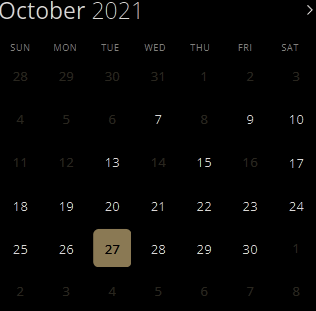 October 2021
SUN MON TUE WED THU FRI SAT
28 29 30 31 1 2 3
4 5 6 7 8 9 10
11 12 13 14 15 16 17
18 19 20 21 22 23 24
25 26 27 28 29 30 1
2 3 4 5 6 7 8